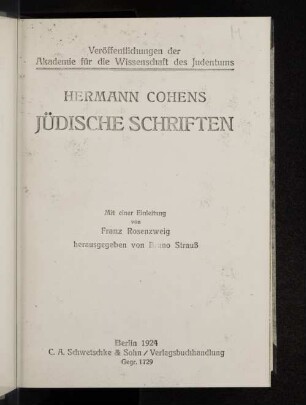 Veröffentlichungen der
Akademie für die Wissenschaft des Judentums
HERMANN COHENS
JÜDISCHE SCHRIFTEN
Mit einer Einleitung
von
Franz Rosenzweig
herausgegeben von Bruno Strauß
Berlin 1924
C. A. Schwetschke & Sohn / Verlagsbuchhandlung
Gegr. 1729